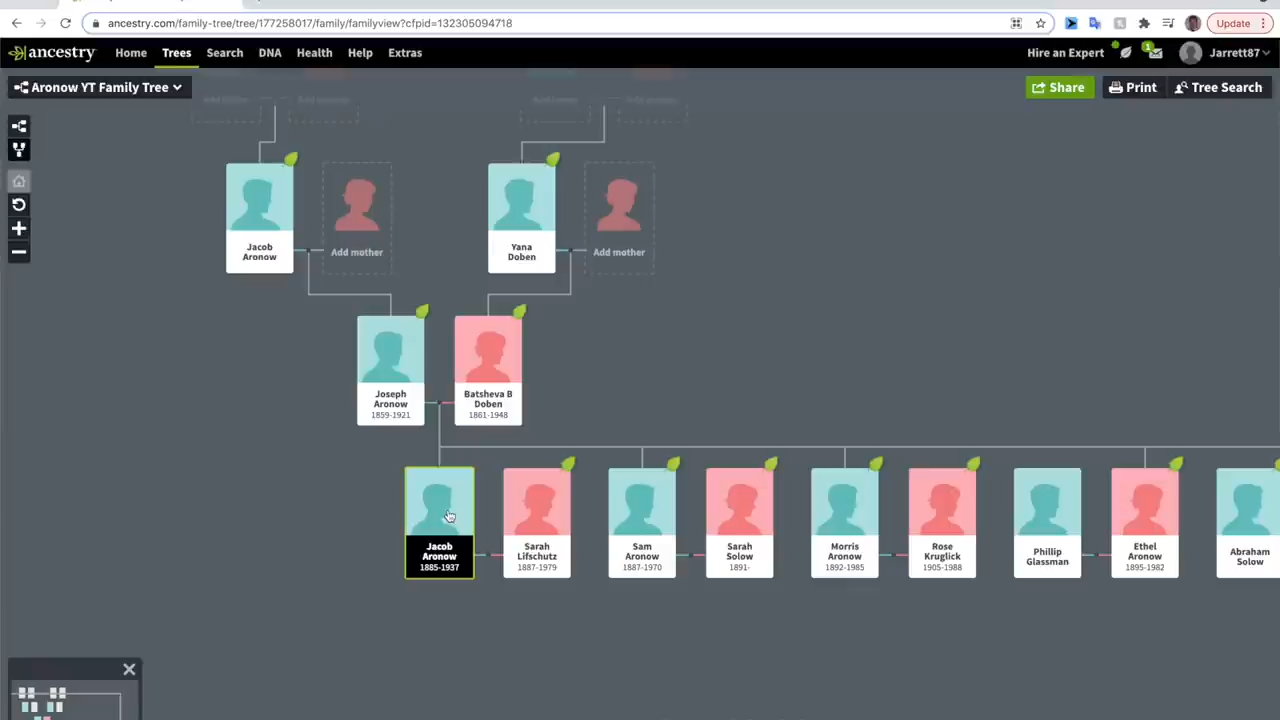 ancestry.com/family-tree/tree/177258017/family/familyview?cfpid=132305094718
Update
ancestry
Home
Trees
Search
DNA
Health
Help
Extras
Hire an Expert
1
Jarrett87
Aronow YT Family Tree
Share
Print
Tree Search
Jacob
Aronow
Add mother
Yana
Doben
Add mother
Joseph
Aronow
1859-1921
Batsheva B
Doben
1861-1948
Jacob
Aronow
1885-1937
Sarah
Lifschutz
1887-1979
Sam
Aronow
1887-1970
Sarah
Solow
1891-
Morris
Aronow
1892-1985
Rose
Kruglick
1905-1988
Phillip
Glassman
Ethel
Aronow
1895-1982
Abraham
Solow